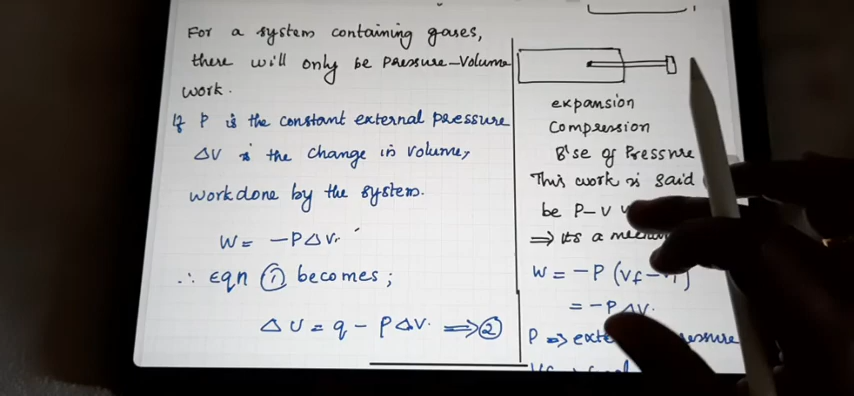 For a system containing gases,
there will only be pressure-volume
work.
If P is the constant external pressure
ΔV is the change in volume,
workdone by the system.
W = -PΔV.
∴ Eqn ① becomes;
ΔU = q - PΔV. ⟹ ②
expansion
Compression
B'se of Pressure
This work is said
be P-V
⟹ its a
W = -P (Vf-
= -PΔV.
P ⟹